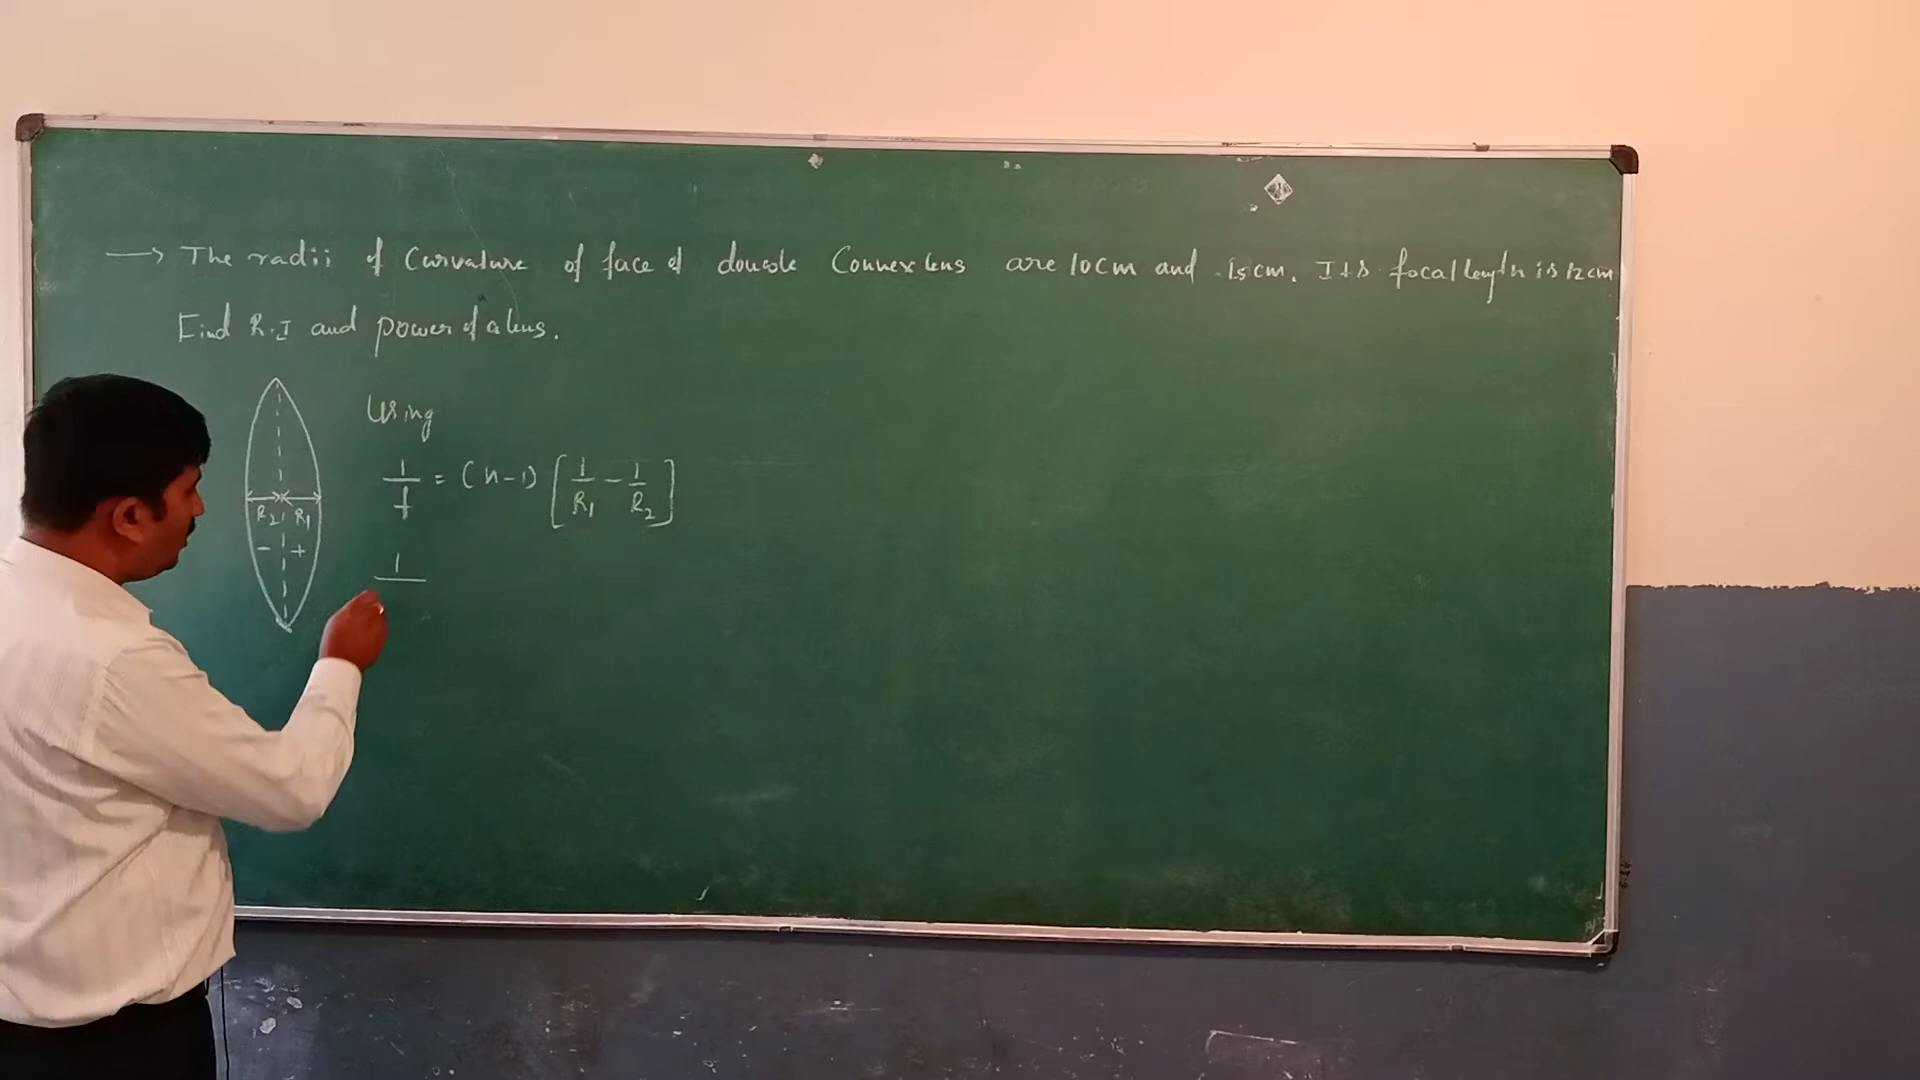 → The radii of Curvature of face of double Connex lens are 10cm and 15cm. Its focal length is 12cm
Find R.I and power of a lens.
Using
1/f = (n-1) [1/R₁ - 1/R₂]
R₂ R₁
- +
1